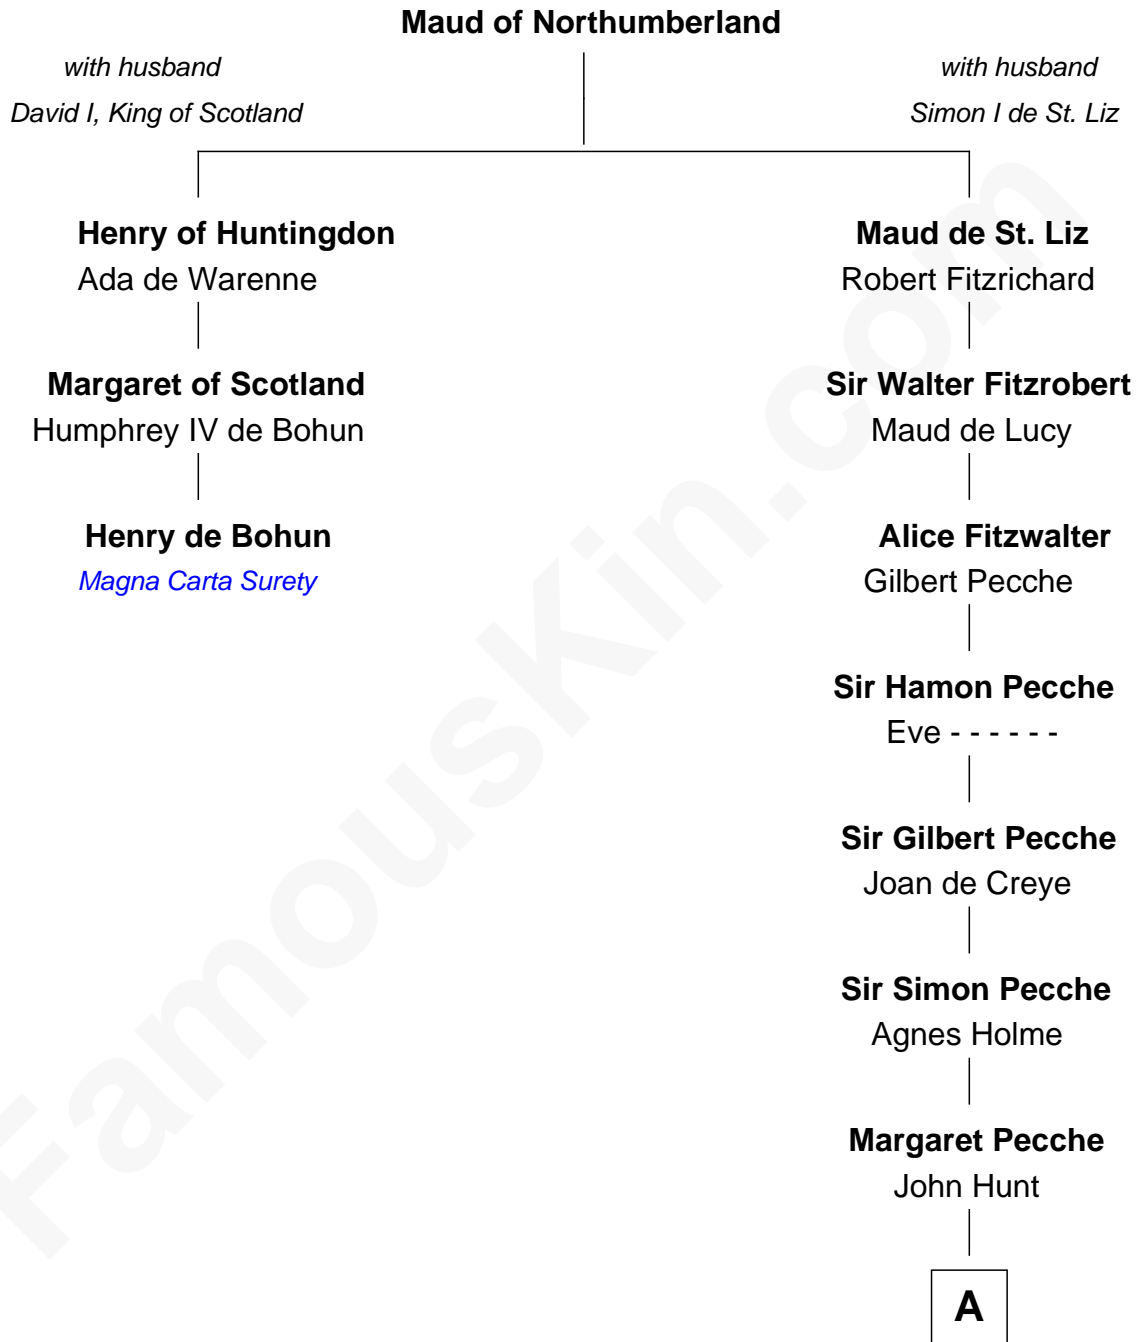 Maud of Northumberland
with husband
David I, King of Scotland
with husband
Simon I de St. Liz
Henry of Huntingdon
Ada de Warenne
Maud de St. Liz
Robert Fitzrichard
Margaret of Scotland
Humphrey IV de Bohun
Sir Walter Fitzrobert
Maud de Lucy
Henry de Bohun
Magna Carta Surety
Alice Fitzwalter
Gilbert Pecche
Sir Hamon Pecche
Eve - - - - - -
Sir Gilbert Pecche
Joan de Creye
Sir Simon Pecche
Agnes Holme
Margaret Pecche
John Hunt
A
FamousKin.com